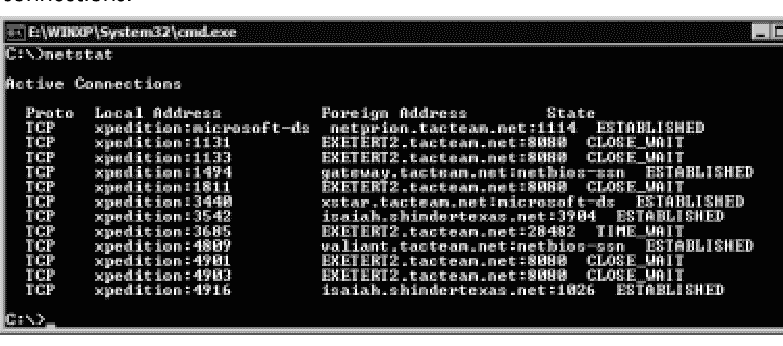 connections.
E:\WINXP\System32\cmd.exe
C:\>netstat
Active Connections
Proto Local Address Foreign Address State
TCP xpedition:microsoft-ds netprion.tacteam.net:1114 ESTABLISHED
TCP xpedition:1131 EXETERT2.tacteam.net:8080 CLOSE_WAIT
TCP xpedition:1133 EXETERT2.tacteam.net:8080 CLOSE_WAIT
TCP xpedition:1494 gateway.tacteam.net:netbios-ssn ESTABLISHED
TCP xpedition:1811 EXETERT2.tacteam.net:8080 CLOSE_WAIT
TCP xpedition:3440 xstar.tacteam.net:microsoft-ds ESTABLISHED
TCP xpedition:3542 isaiah.shindertexas.net:3904 ESTABLISHED
TCP xpedition:3685 EXETERT2.tacteam.net:28482 TIME_WAIT
TCP xpedition:4809 valiant.tacteam.net:netbios-ssn ESTABLISHED
TCP xpedition:4901 EXETERT2.tacteam.net:8080 CLOSE_WAIT
TCP xpedition:4903 EXETERT2.tacteam.net:8080 CLOSE_WAIT
TCP xpedition:4916 isaiah.shindertexas.net:1026 ESTABLISHED
C:\>_